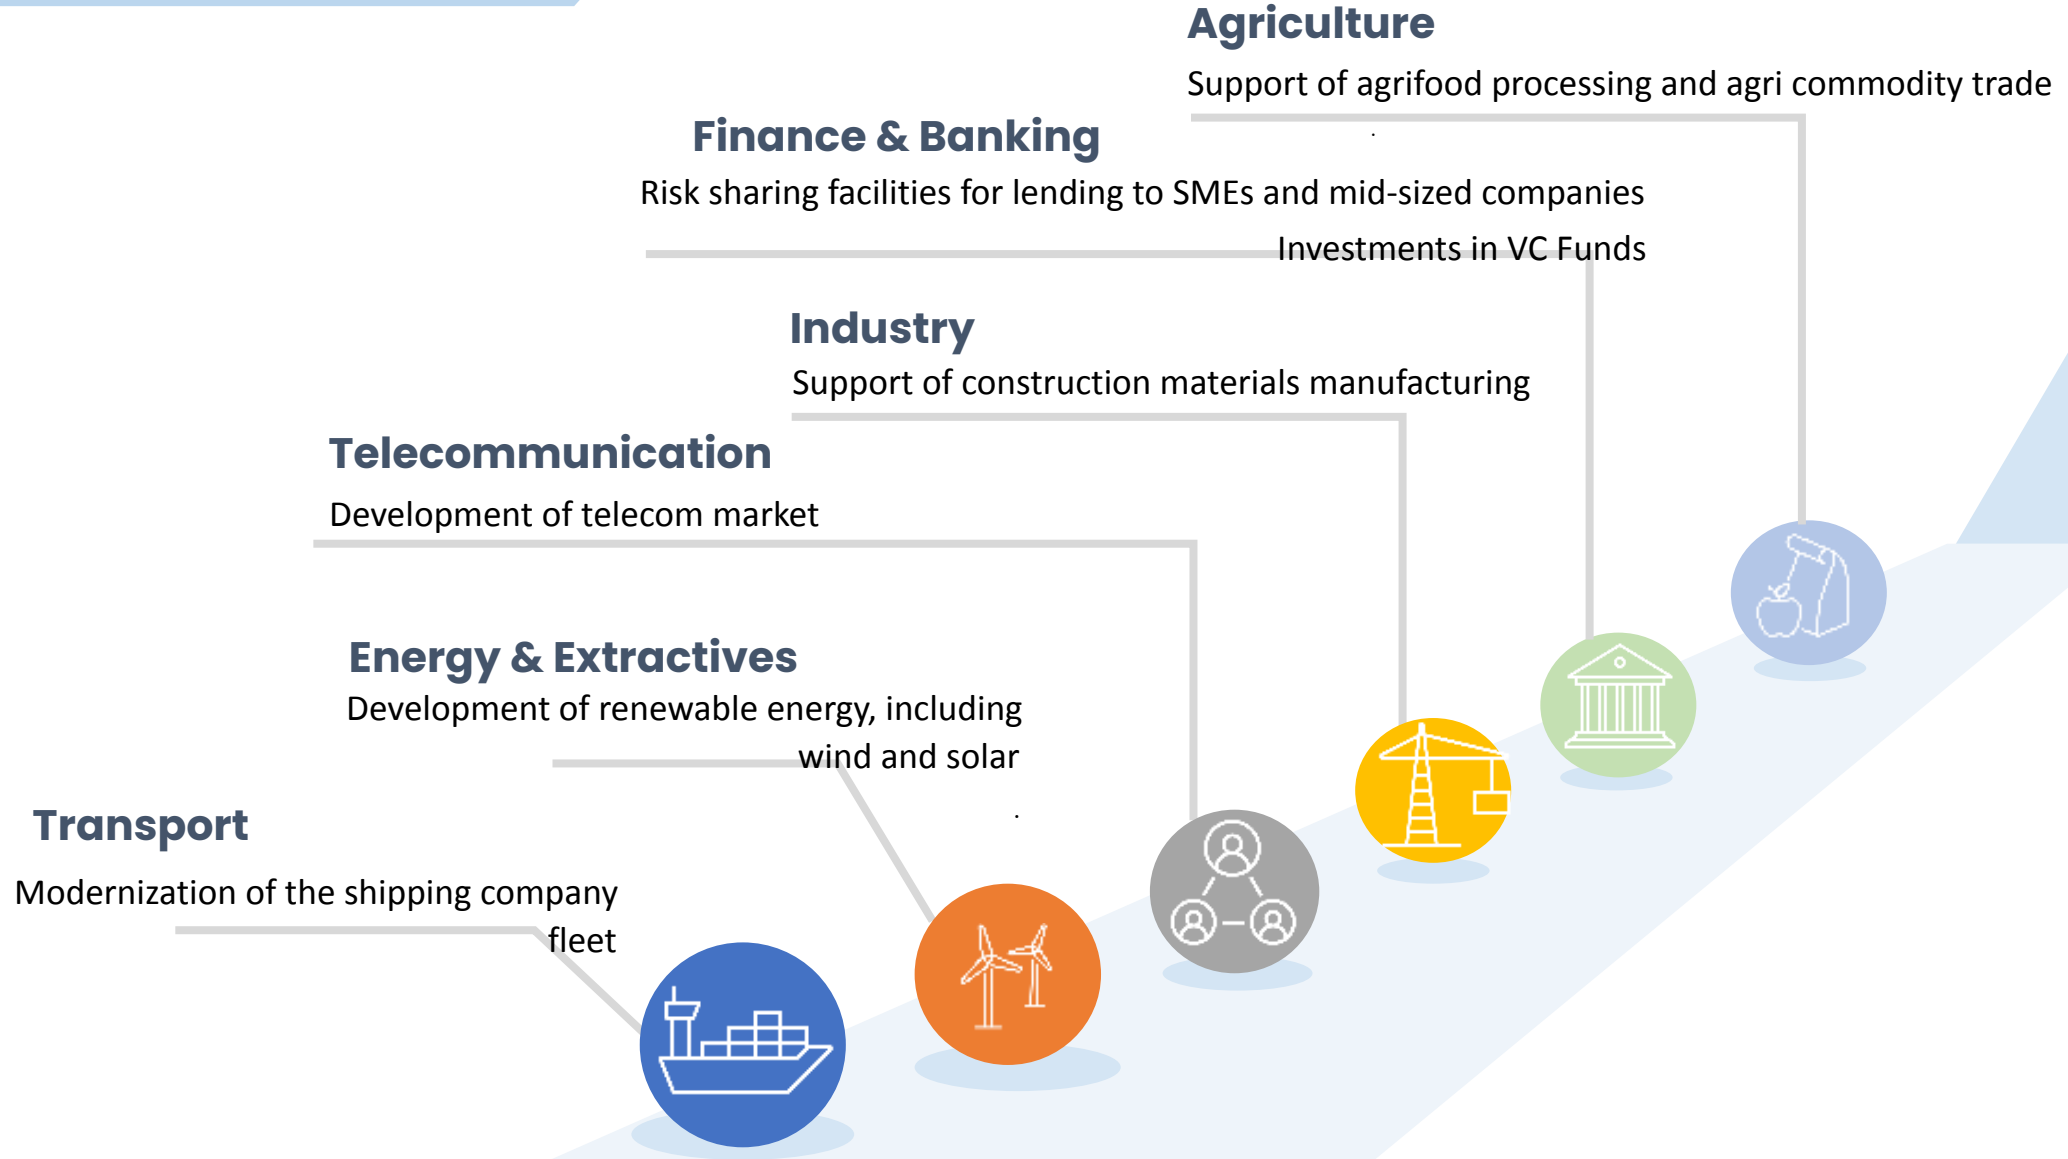 Agriculture
Support of agrifood processing and agri commodity trade
.
Finance & Banking
Risk sharing facilities for lending to SMEs and mid-sized companies
Investments in VC Funds
Industry
Support of construction materials manufacturing
Telecommunication
Development of telecom market
Energy & Extractives
Development of renewable energy, including
wind and solar
.
Transport
Modernization of the shipping company
fleet